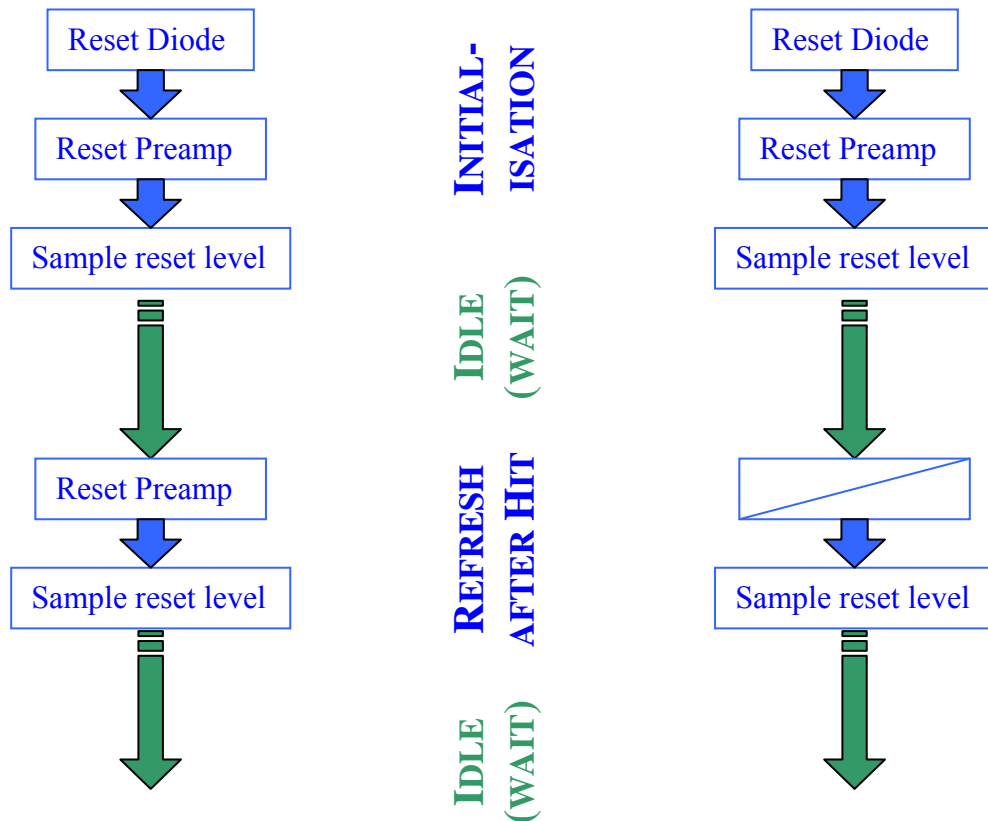 Reset Diode
Reset Preamp
Sample reset level
Reset Preamp
Sample reset level
INITIAL-
ISATION
IDLE
(WAIT)
REFRESH
AFTER HIT
IDLE
(WAIT)
Reset Diode
Reset Preamp
Sample reset level
Sample reset level